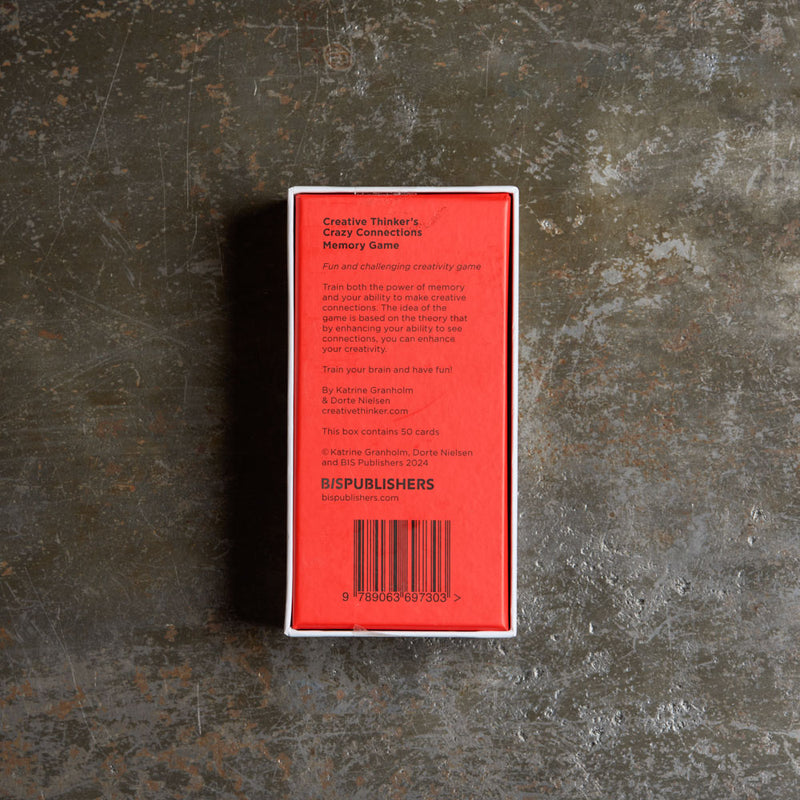 Creative Thinker's
Crazy Connections
Memory Game
Fun and challenging creativity game
Train both the power of memory
and your ability to make creative
connections. The idea of the
game is based on the theory that
by enhancing your ability to see
connections, you can enhance
your creativity.
Train your brain and have fun!
By Katrine Granholm
& Dorte Nielsen
creativethinker.com
This box contains 50 cards
© Katrine Granholm, Dorte Nielsen
and BIS Publishers 2024
BISPUBLISHERS
bispublishers.com
9 789063 697303 >